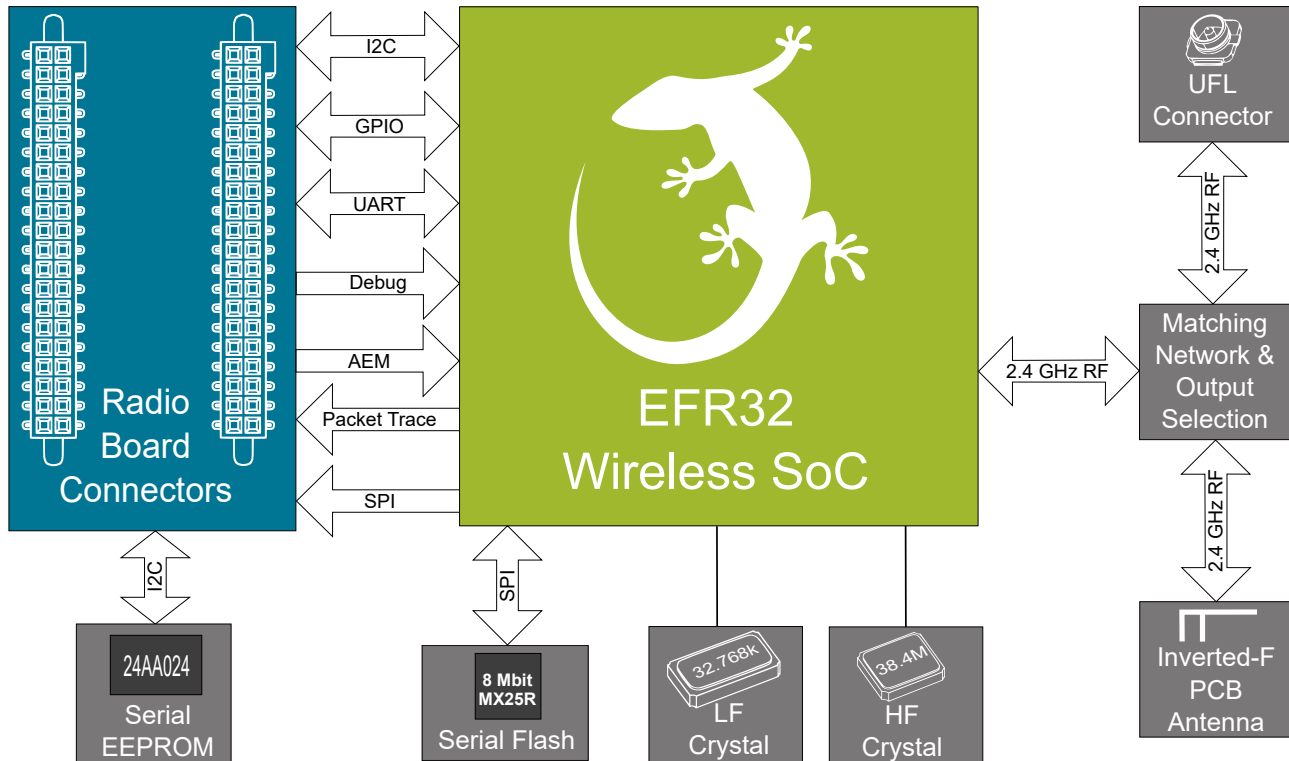 I2C
GPIO
UART
Debug
AEM
Packet Trace
SPI
Radio
Board
Connectors
EFR32
Wireless SoC
2.4 GHz RF
UFL
Connector
2.4 GHz RF
Matching
Network &
Output
Selection
2.4 GHz RF
Inverted-F
PCB
Antenna
I2C
24AA024
Serial
EEPROM
SPI
8 Mbit
MX25R
Serial Flash
32.768k
LF
Crystal
38.4M
HF
Crystal